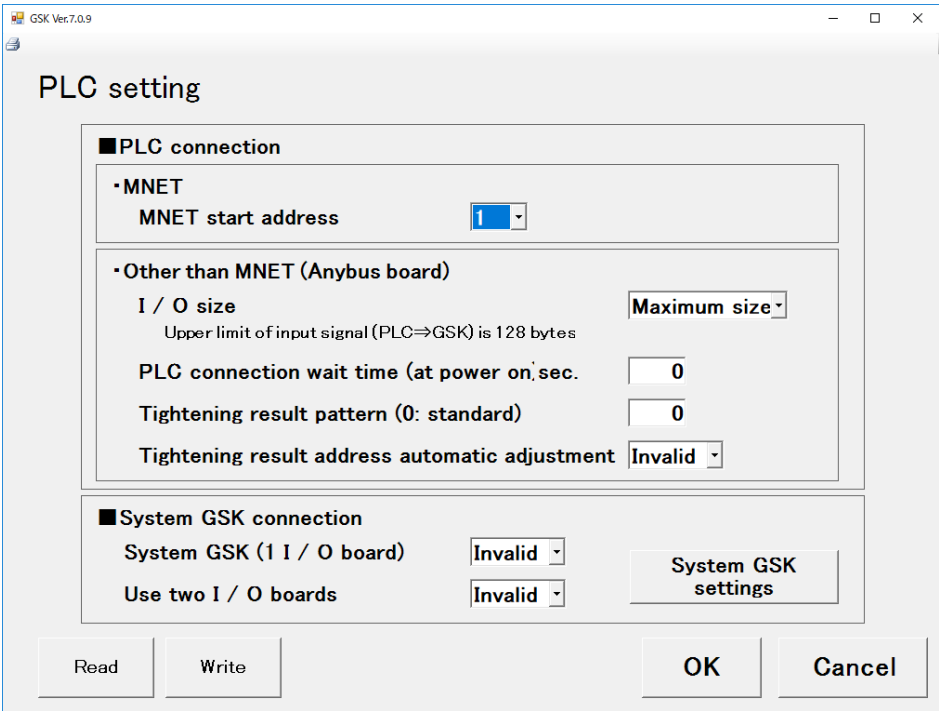 GSK Ver.7.0.9
PLC setting
■PLC connection
・MNET
MNET start address 1
・Other than MNET (Anybus board)
I / O size Maximum size
Upper limit of input signal (PLC⇒GSK) is 128 bytes
PLC connection wait time (at power on) sec. 0
Tightening result pattern (0: standard) 0
Tightening result address automatic adjustment Invalid
■System GSK connection
System GSK (1 I / O board) Invalid
Use two I / O boards Invalid
System GSK
settings
Read Write OK Cancel